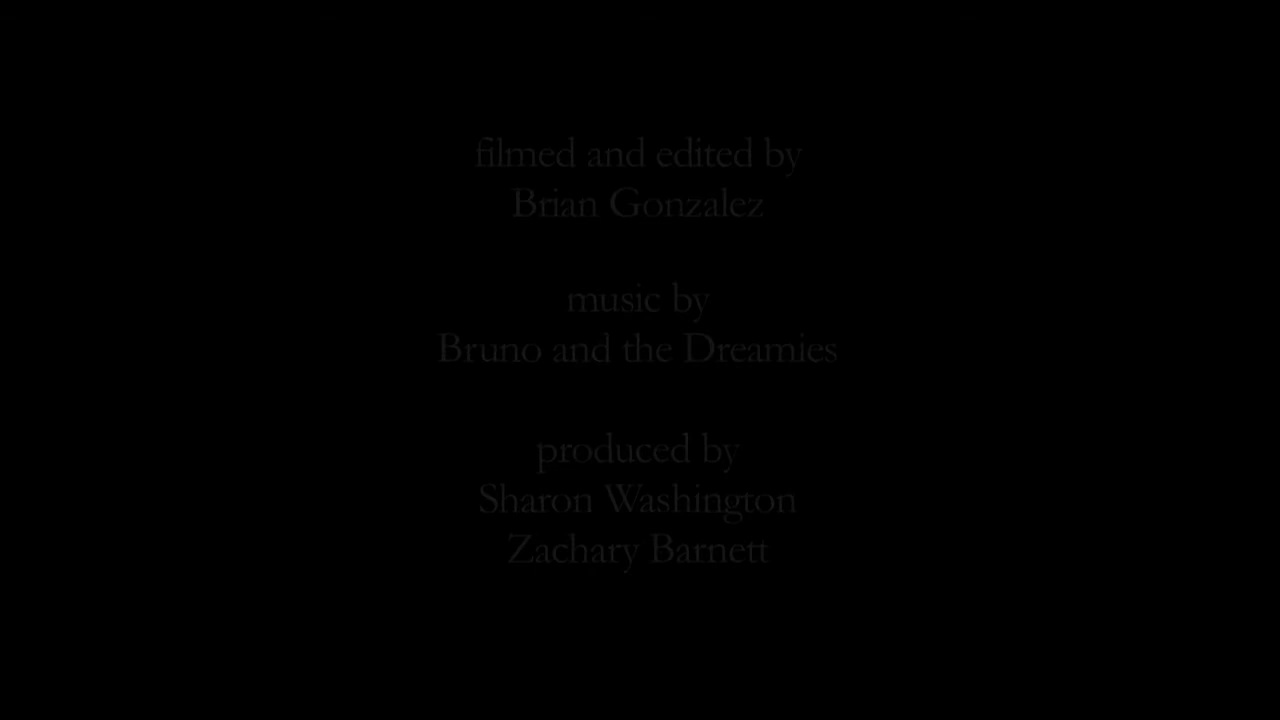 filmed and edited by
Brian Gonzalez
music by
Bruno and the Dreamies
produced by
Sharon Washington
Zachary Barnett